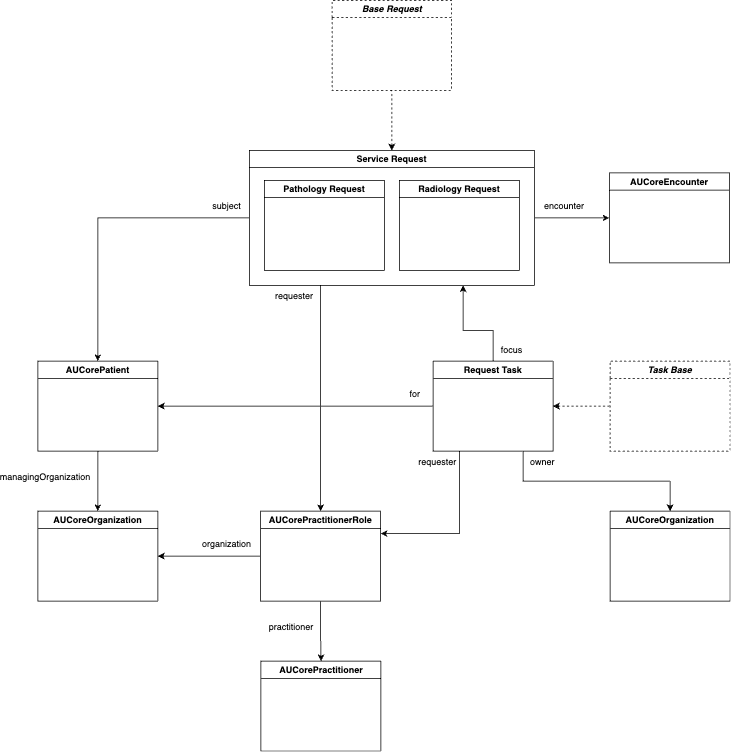 Base Request
Service Request
Pathology Request
Radiology Request
AUCoreEncounter
subject
encounter
requester
focus
AUCorePatient
Request Task
Task Base
for
managingOrganization
requester
owner
AUCoreOrganization
AUCorePractitionerRole
AUCoreOrganization
organization
practitioner
AUCorePractitioner